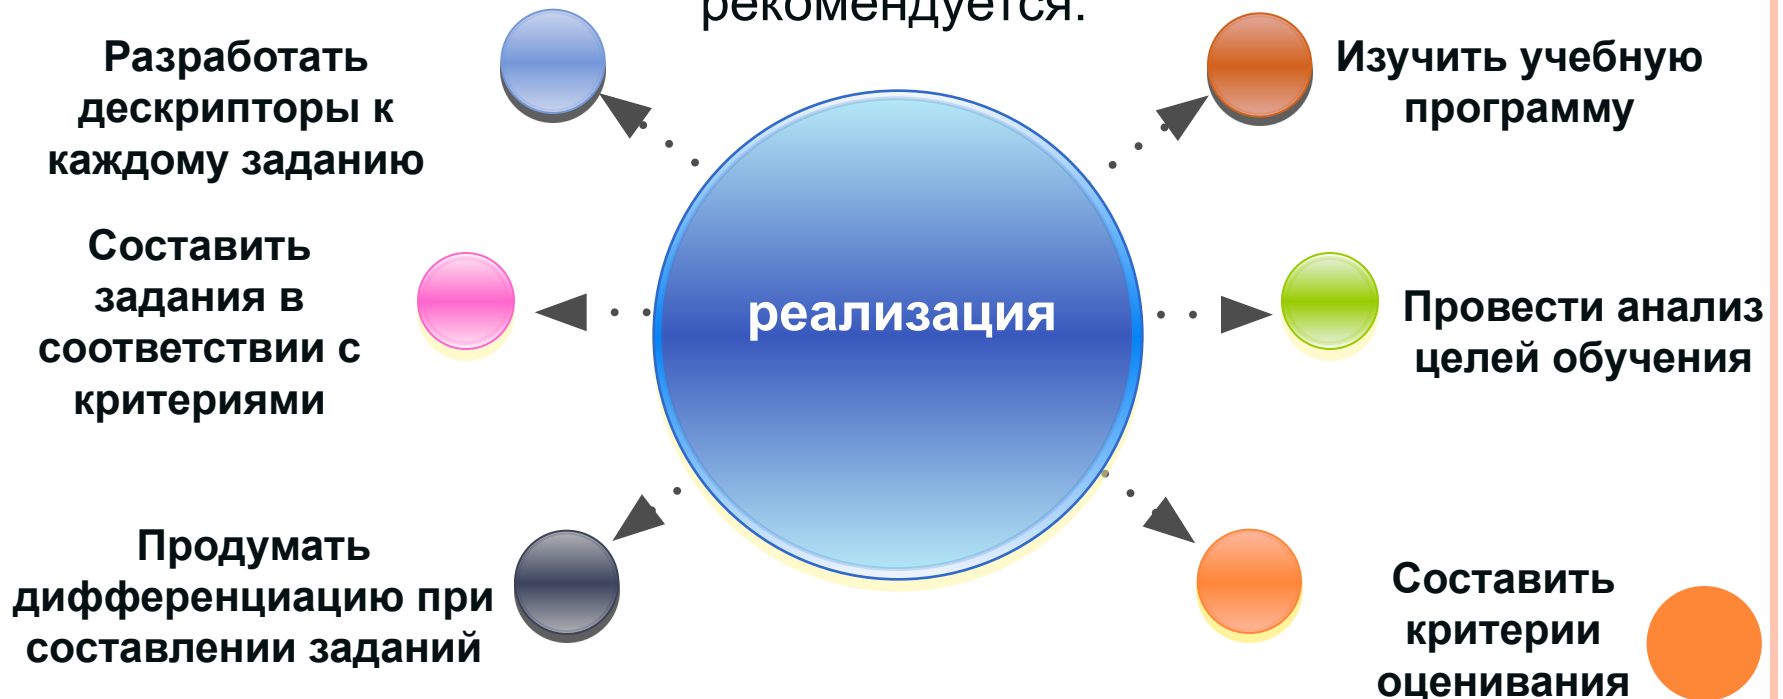 рекомендуется:
Разработать
дескрипторы к
каждому заданию
Изучить учебную
программу
Составить
задания в
соответствии с
критериями
реализация
Провести анализ
целей обучения
Продумать
дифференциацию при
составлении заданий
Составить
критерии
оценивания